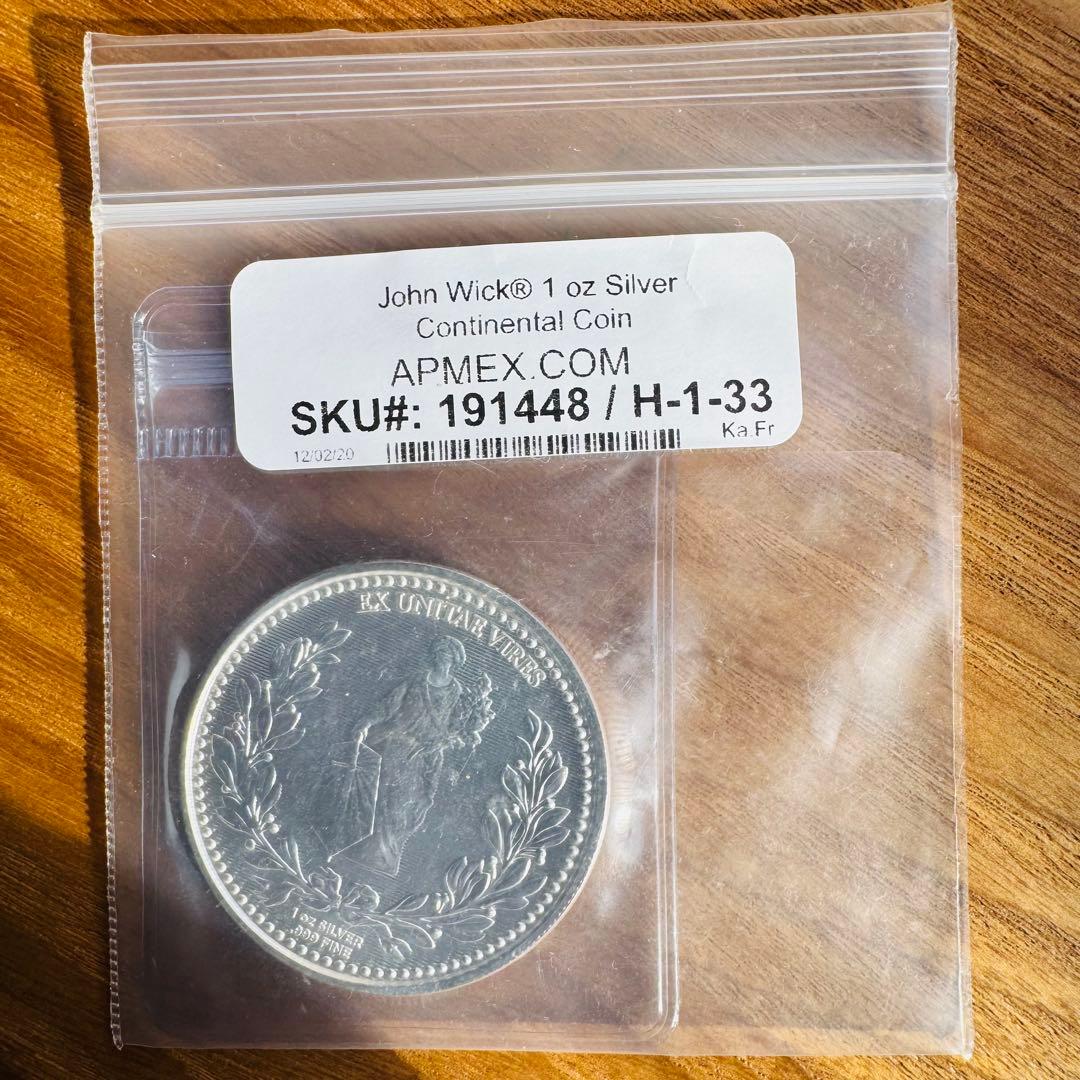 John Wick® 1 oz Silver
Continental Coin
APMEX.COM
SKU#: 191448 / H-1-33
Ka.Fr
12/02/20
EX UNITAE VIRES
1 OZ SILVER
.999 FINE